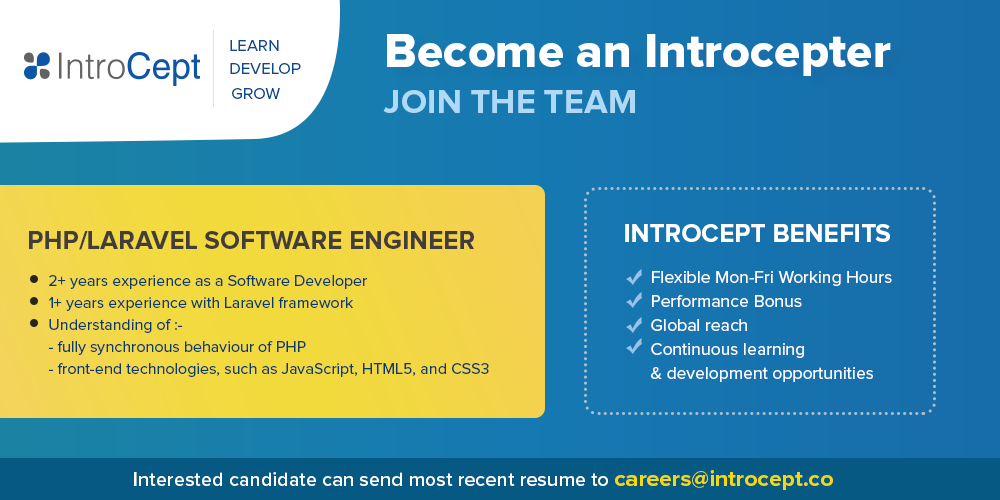 IntroCept
LEARN
DEVELOP
GROW
Become an Introcepter
JOIN THE TEAM
PHP/LARAVEL SOFTWARE ENGINEER
2+ years experience as a Software Developer
1+ years experience with Laravel framework
Understanding of :-
- fully synchronous behaviour of PHP
- front-end technologies, such as JavaScript, HTML5, and CSS3
INTROCEPT BENEFITS
Flexible Mon-Fri Working Hours
Performance Bonus
Global reach
Continuous learning
& development opportunities
Interested candidate can send most recent resume to careers@introcept.co